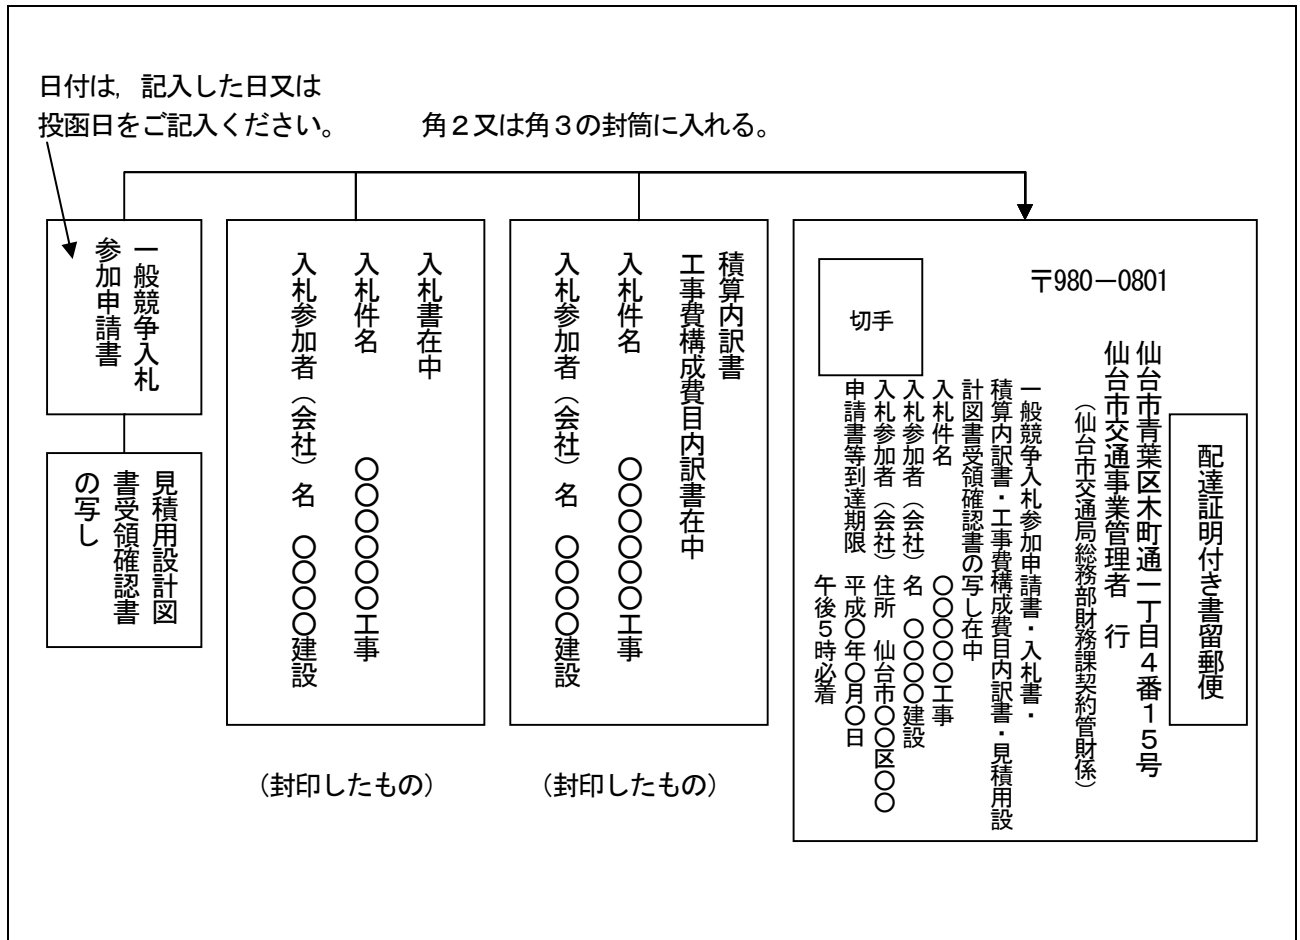 日付は，記入した日又は
投函日をご記入ください。
角２又は角３の封筒に入れる。
一般競争入札
参加申請書
見積用設計図
書受領確認書
の写し
入札書在中
入札件名　　　〇〇〇〇〇〇工事
入札参加者（会社）名　〇〇〇〇建設
（封印したもの）
積算内訳書
工事費構成費目内訳書在中
入札件名　　　〇〇〇〇〇〇工事
入札参加者（会社）名　〇〇〇〇建設
（封印したもの）
配達証明付き書留郵便
〒980－0801
仙台市青葉区木町通一丁目４番１５号
仙台市交通事業管理者　行
（仙台市交通局総務部財務課契約管財係）
切手
一般競争入札参加申請書・入札書・
積算内訳書・工事費構成費目内訳書・見積用設
計図書受領確認書の写し在中
入札件名　　　〇〇〇〇〇工事
入札参加者（会社）名　〇〇〇〇建設
入札参加者（会社）住所　仙台市〇〇区〇〇
申請書等到達期限　平成〇年〇月〇日
午後５時必着